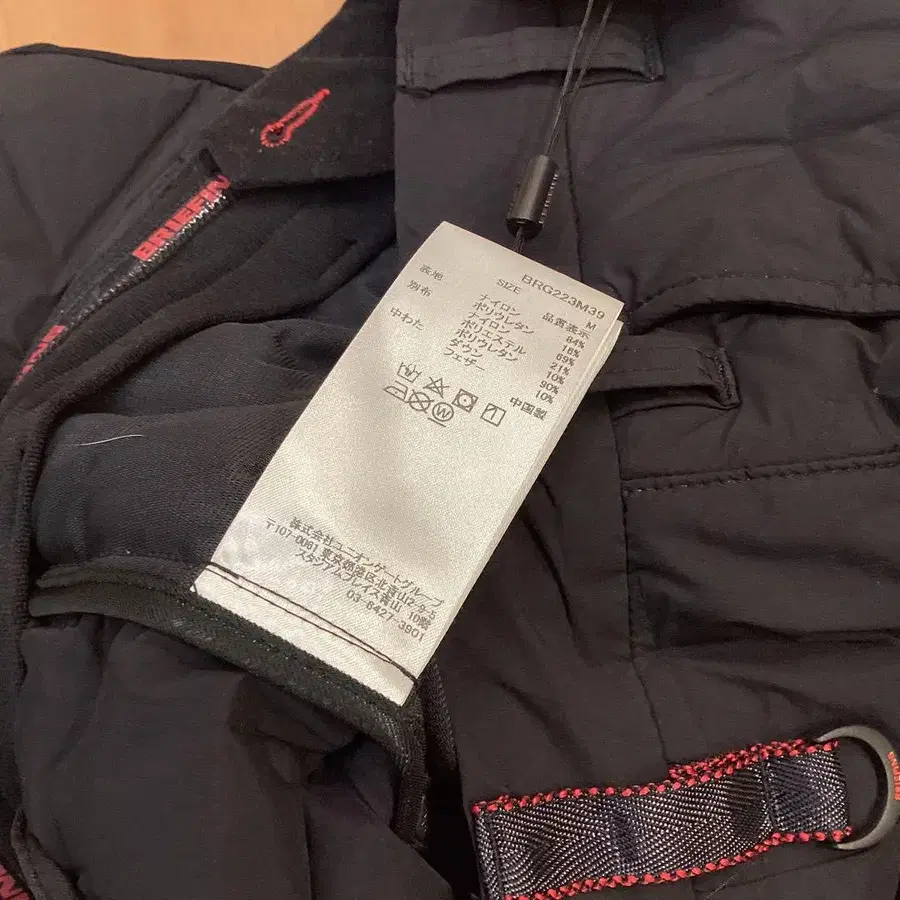 BRIEFIN
BRG223M39 品質表示
SIZE M
表地 ナイロン 84%
ポリウレタン 16%
別布 ナイロン 69%
ポリエステル 21%
ポリウレタン 10%
中わた ダウン 90%
フェザー 10%
中国製
W
株式会社ユニオンゲートグループ
〒107-0061 東京都港区北青山2-9-5
スタジアムプレイス青山 10階
03-6427-3901